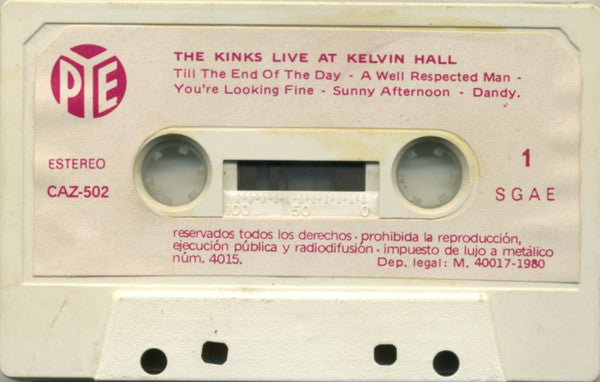 PYE
THE KINKS LIVE AT KELVIN HALL
Till The End Of The Day - A Well Respected Man -
You're Looking Fine - Sunny Afternoon - Dandy.
ESTEREO
CAZ-502
1
SGAE
100 50 0
reservados todos los derechos · prohibida la reproducción,
ejecución pública y radiodifusión · impuesto de lujo a metálico
núm. 4015.
Dep. legal: M. 40017-1980